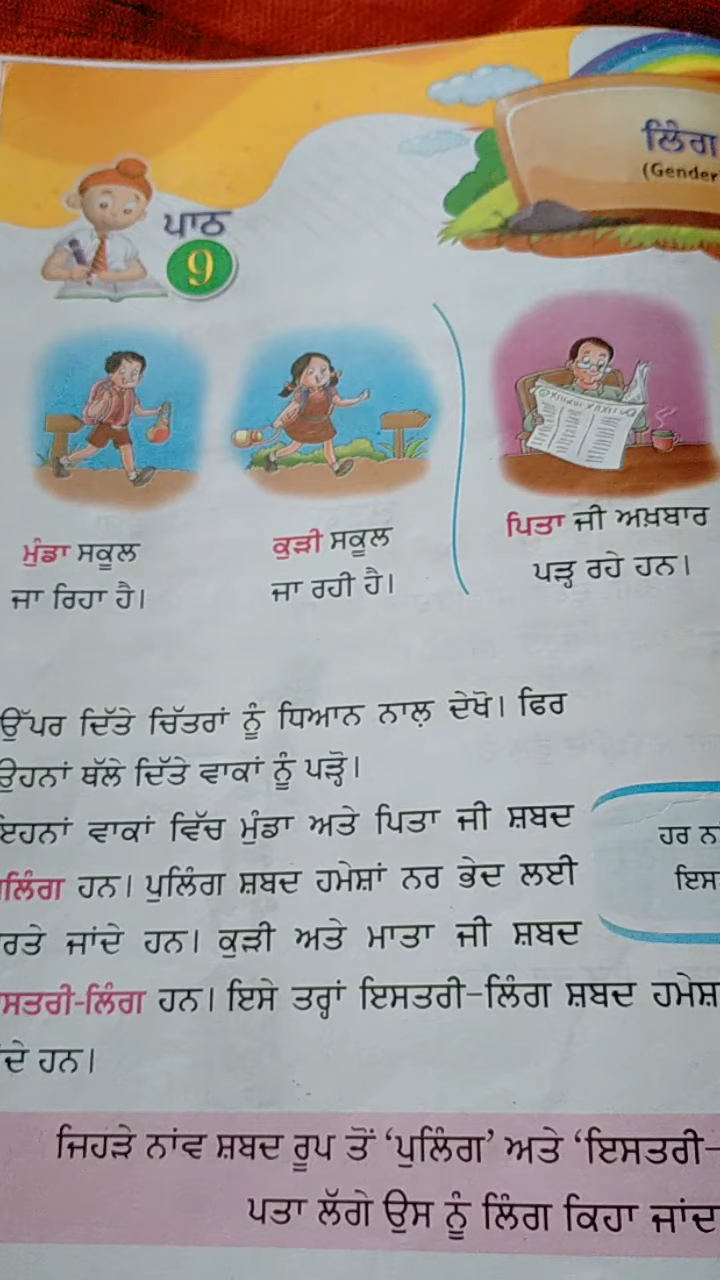 ਲਿੰਗ
(Gender
ਪਾਠ
9
ਮੁੰਡਾ ਸਕੂਲ
ਜਾ ਰਿਹਾ ਹੈ।
ਕੁੜੀ ਸਕੂਲ
ਜਾ ਰਹੀ ਹੈ।
ਪਿਤਾ ਜੀ ਅਖ਼ਬਾਰ
ਪੜ੍ਹ ਰਹੇ ਹਨ।
ਉੱਪਰ ਦਿੱਤੇ ਚਿੱਤਰਾਂ ਨੂੰ ਧਿਆਨ ਨਾਲ਼ ਦੇਖੋ। ਫਿਰ
ਉਹਨਾਂ ਥੱਲੇ ਦਿੱਤੇ ਵਾਕਾਂ ਨੂੰ ਪੜ੍ਹੋ।
ਇਹਨਾਂ ਵਾਕਾਂ ਵਿੱਚ ਮੁੰਡਾ ਅਤੇ ਪਿਤਾ ਜੀ ਸ਼ਬਦ
ਲਿੰਗ ਹਨ। ਪੁਲਿੰਗ ਸ਼ਬਦ ਹਮੇਸ਼ਾਂ ਨਰ ਭੇਦ ਲਈ
ਰਤੇ ਜਾਂਦੇ ਹਨ। ਕੁੜੀ ਅਤੇ ਮਾਤਾ ਜੀ ਸ਼ਬਦ
ਸਤਰੀ-ਲਿੰਗ ਹਨ। ਇਸੇ ਤਰ੍ਹਾਂ ਇਸਤਰੀ-ਲਿੰਗ ਸ਼ਬਦ ਹਮੇਸ਼
ਦੇ ਹਨ।
ਹਰ ਨ
ਇਸ
ਜਿਹੜੇ ਨਾਂਵ ਸ਼ਬਦ ਰੂਪ ਤੋਂ ‘ਪੁਲਿੰਗ’ ਅਤੇ ‘ਇਸਤਰੀ-
ਪਤਾ ਲੱਗੇ ਉਸ ਨੂੰ ਲਿੰਗ ਕਿਹਾ ਜਾਂਦ